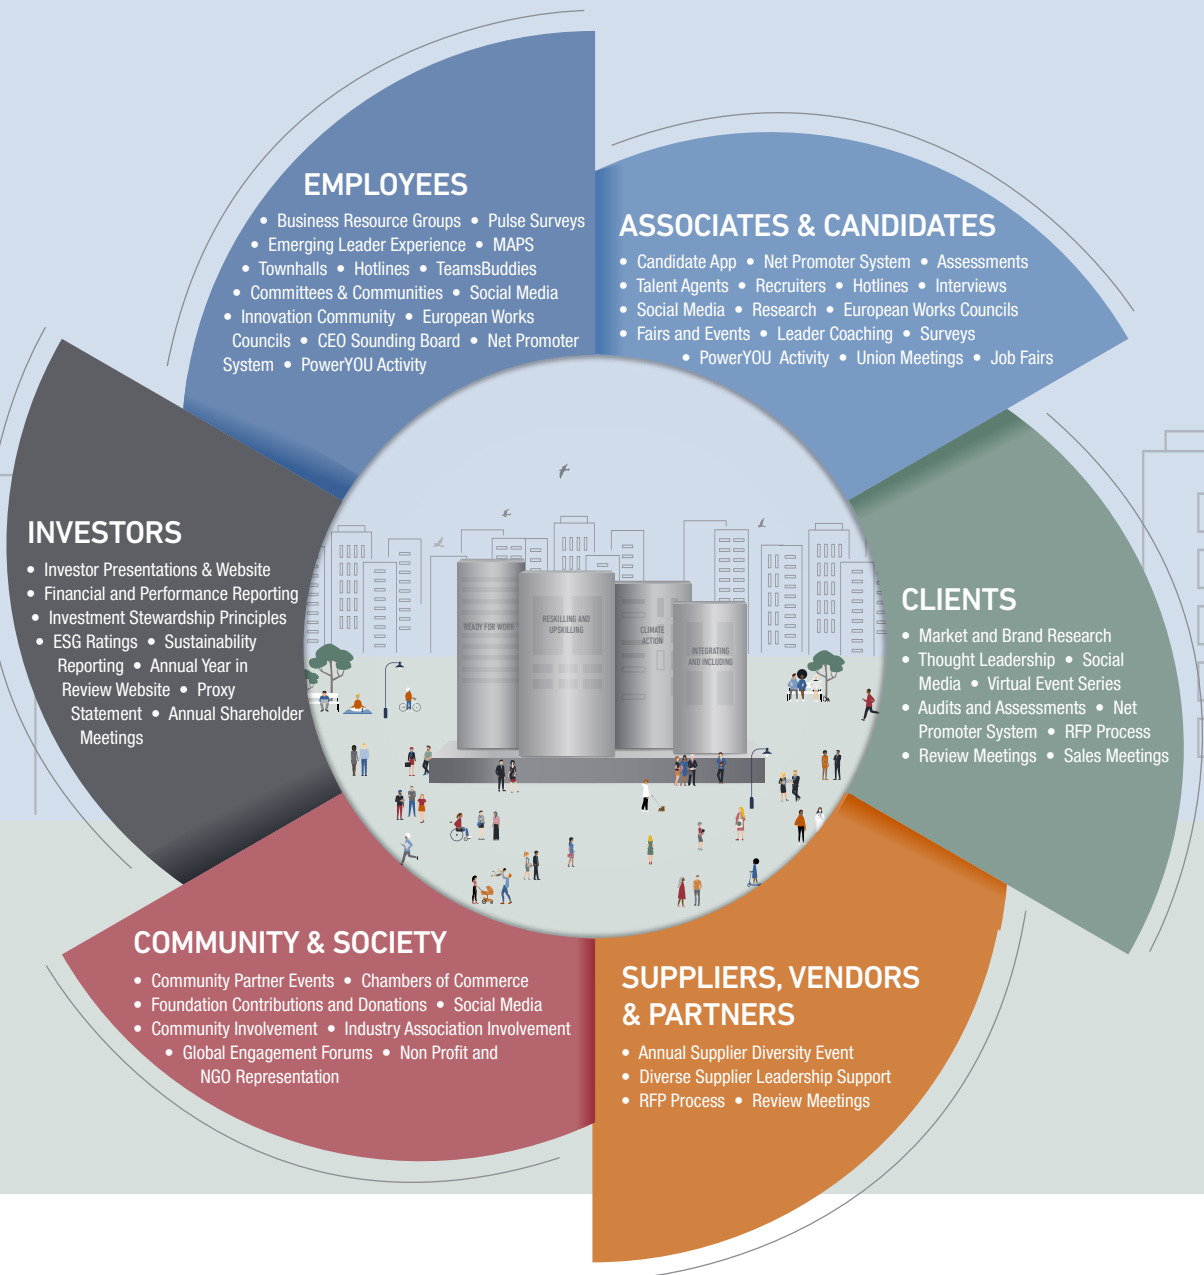 EMPLOYEES
• Business Resource Groups • Pulse Surveys
• Emerging Leader Experience • MAPS
• Townhalls • Hotlines • TeamsBuddies
• Committees & Communities • Social Media
• Innovation Community • European Works
Councils • CEO Sounding Board • Net Promoter
System • PowerYOU Activity
ASSOCIATES & CANDIDATES
• Candidate App • Net Promoter System • Assessments
• Talent Agents • Recruiters • Hotlines • Interviews
• Social Media • Research • European Works Councils
• Fairs and Events • Leader Coaching • Surveys
• PowerYOU Activity • Union Meetings • Job Fairs
INVESTORS
• Investor Presentations & Website
• Financial and Performance Reporting
• Investment Stewardship Principles
• ESG Ratings • Sustainability
Reporting • Annual Year in
Review Website • Proxy
Statement • Annual Shareholder
Meetings
CLIENTS
• Market and Brand Research
• Thought Leadership • Social
Media • Virtual Event Series
• Audits and Assessments • Net
Promoter System • RFP Process
• Review Meetings • Sales Meetings
READY FOR WORK
RESKILLING AND
UPSKILLING
CLIMATE
ACTION
INTEGRATING
AND INCLUDING
COMMUNITY & SOCIETY
• Community Partner Events • Chambers of Commerce
• Foundation Contributions and Donations • Social Media
• Community Involvement • Industry Association Involvement
• Global Engagement Forums • Non Profit and
NGO Representation
SUPPLIERS, VENDORS
& PARTNERS
• Annual Supplier Diversity Event
• Diverse Supplier Leadership Support
• RFP Process • Review Meetings